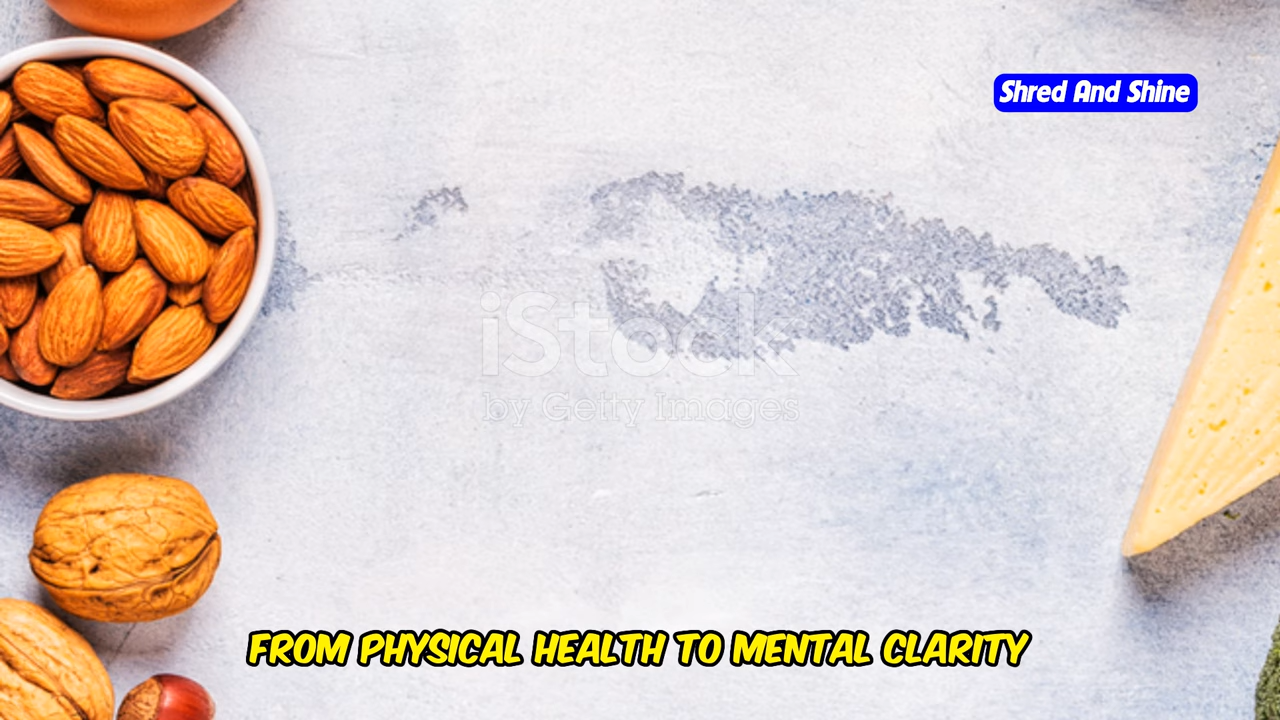 Shred And Shine
iStock
by Getty Images
FROM PHYSICAL HEALTH TO MENTAL CLARITY